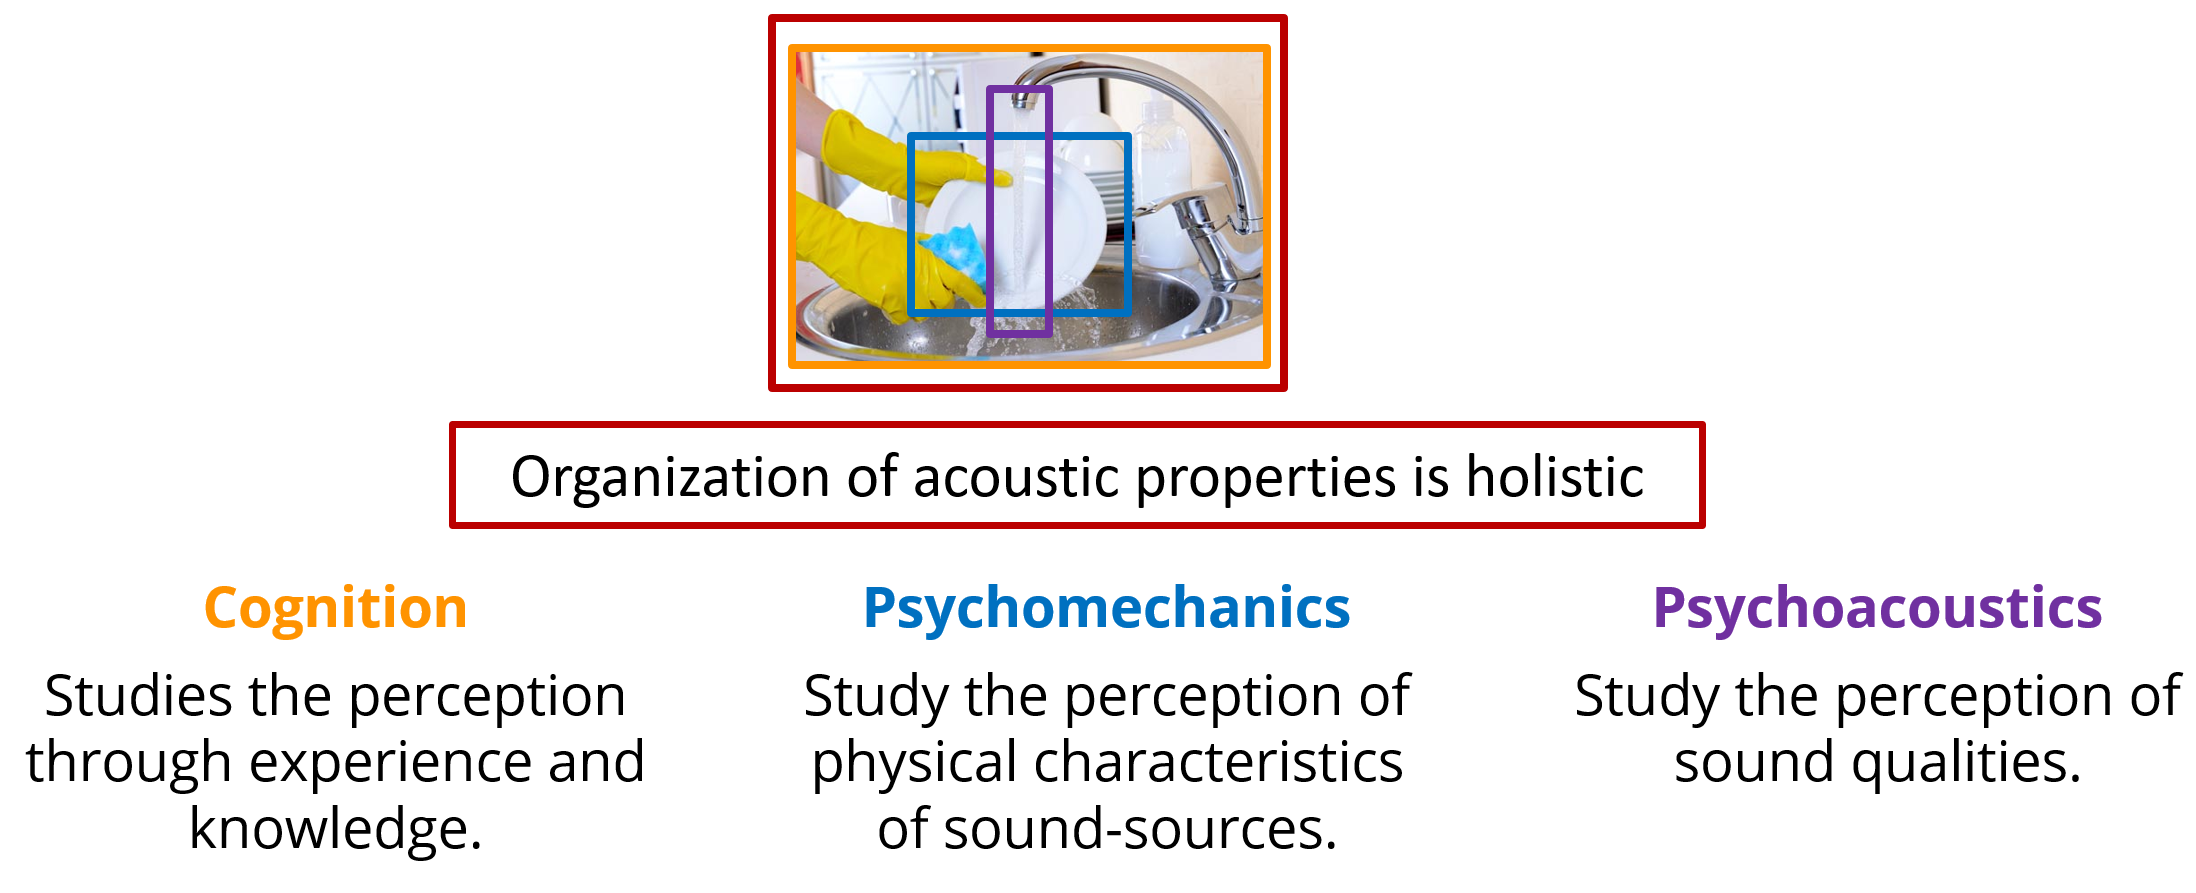 Organization of acoustic properties is holistic
Cognition
Studies the perception
through experience and
knowledge.
Psychomechanics
Study the perception of
physical characteristics
of sound-sources.
Psychoacoustics
Study the perception of
sound qualities.